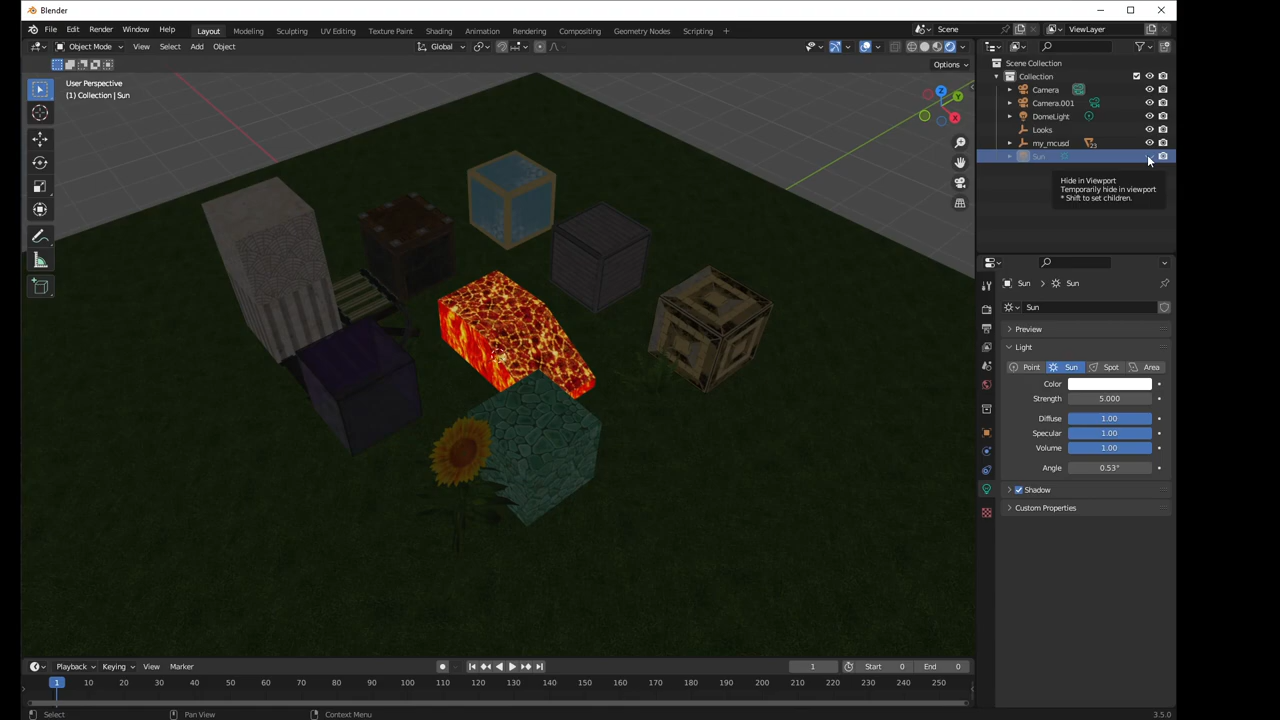 Blender
File Edit Render Window Help Layout Modeling Sculpting UV Editing Texture Paint Shading Animation Rendering Compositing Geometry Nodes Scripting + Scene ViewLayer
Object Mode View Select Add Object Global
Options
User Perspective
(1) Collection | Sun
Z
Y
X
Scene Collection
Collection
Camera
Camera.001
DomeLight
Looks
my_mcusd 23
Sun
Hide in Viewport
Temporarily hide in viewport
* Shift to set children.
Sun > Sun
Sun
Preview
Light
Point Sun Spot Area
Color
Strength 5.000
Diffuse 1.00
Specular 1.00
Volume 1.00
Angle 0.53°
Shadow
Custom Properties
Playback Keying View Marker 1 Start 0 End 0
1 10 20 30 40 50 60 70 80 90 100 110 120 130 140 150 160 170 180 190 200 210 220 230 240 250
Select Pan View Context Menu 3.5.0